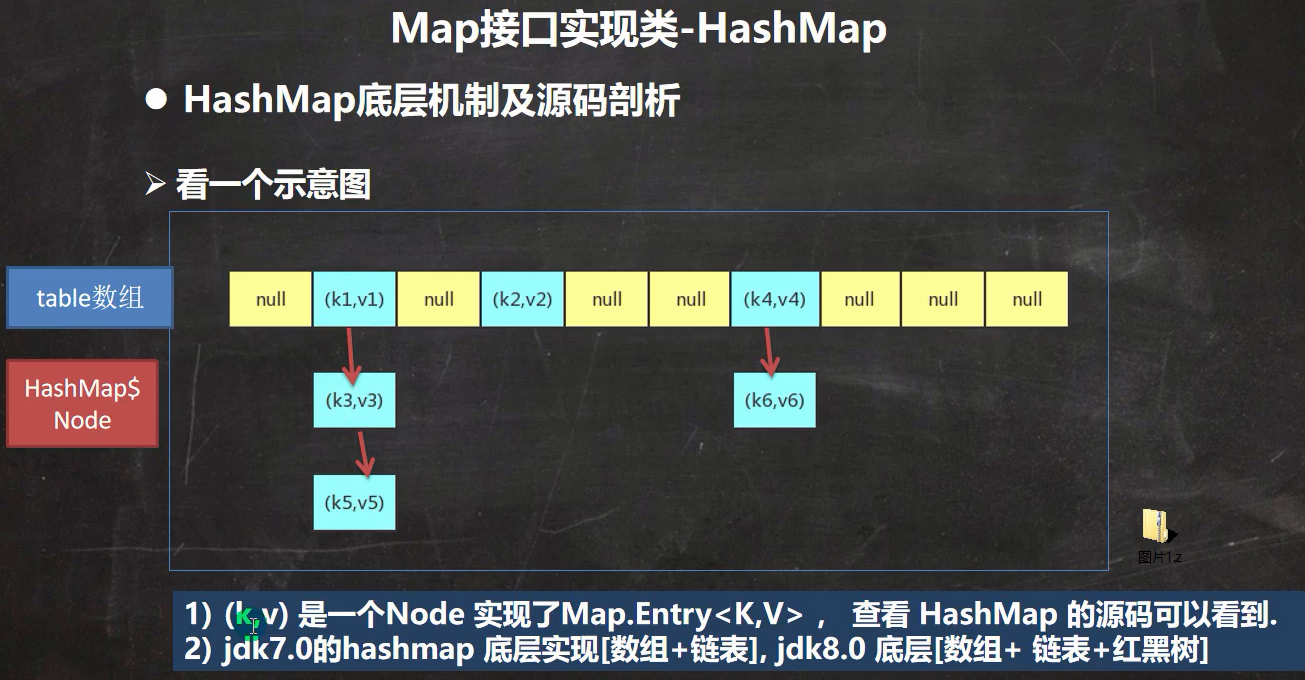 Map接口实现类-HashMap
● HashMap底层机制及源码剖析
➢ 看一个示意图
table数组
null (k1,v1) null (k2,v2) null null (k4,v4) null null null
HashMap$
Node
(k3,v3) (k6,v6)
(k5,v5)
图片1.z
1) (k,v) 是一个Node 实现了Map.Entry<K,V> ， 查看 HashMap 的源码可以看到.
2) jdk7.0的hashmap 底层实现[数组+链表], jdk8.0 底层[数组+ 链表+红黑树]